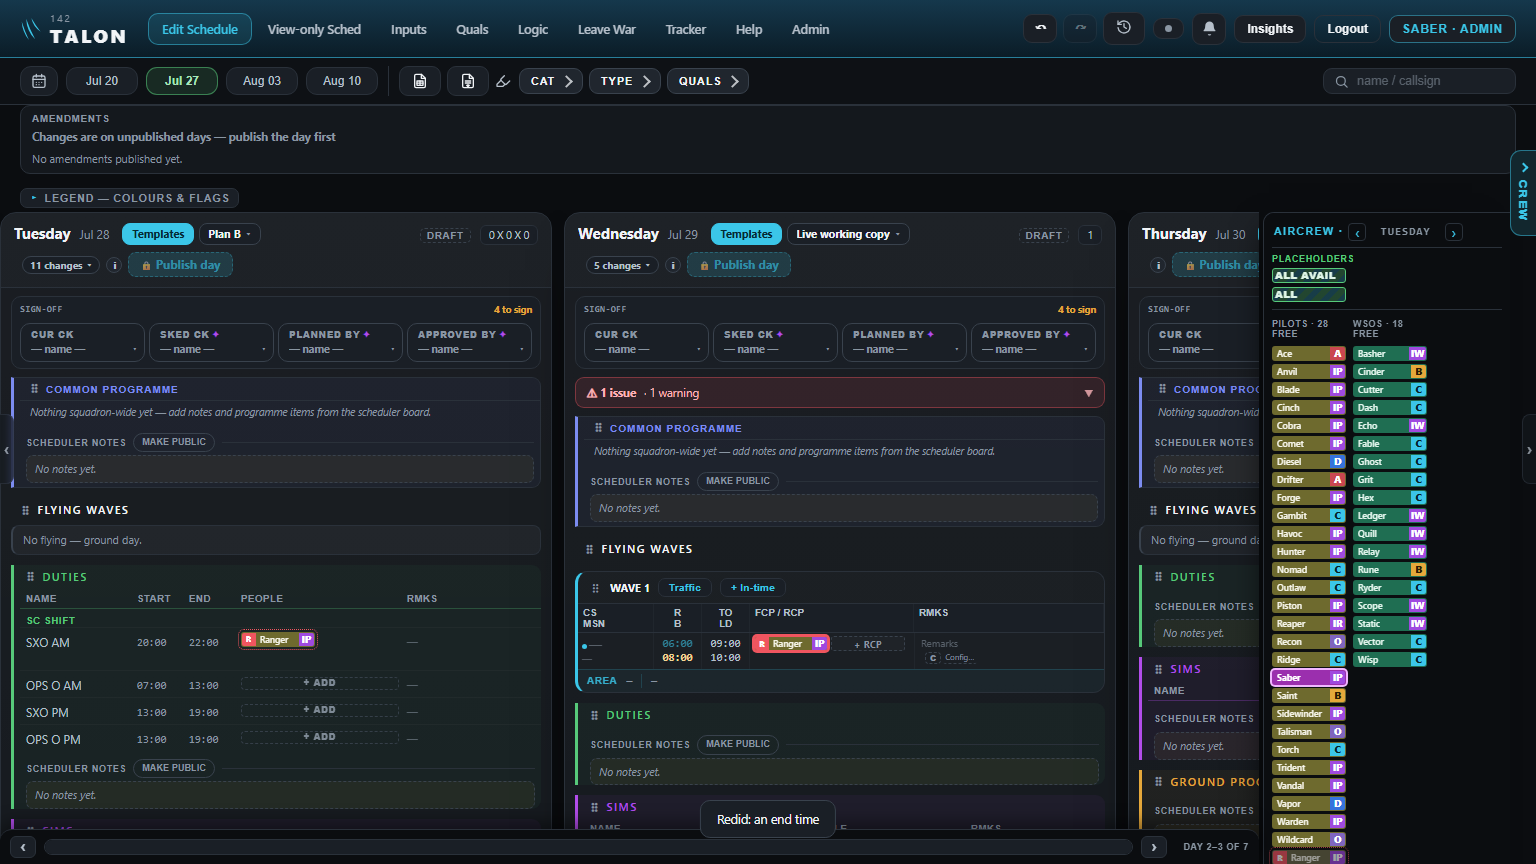 142
TALON
Edit Schedule
View-only Sched
Inputs
Quals
Logic
Leave War
Tracker
Help
Admin
Insights
Logout
SABER · ADMIN
Jul 20
Jul 27
Aug 03
Aug 10
CAT
TYPE
QUALS
name / callsign
AMENDMENTS
Changes are on unpublished days — publish the day first
No amendments published yet.
LEGEND — COLOURS & FLAGS
CREW
Tuesday Jul 28 Templates Plan B DRAFT 0X0X0
11 changes i Publish day
SIGN-OFF 4 to sign
CUR CK — name —
SKED CK — name —
PLANNED BY — name —
APPROVED BY — name —
COMMON PROGRAMME
Nothing squadron-wide yet — add notes and programme items from the scheduler board.
SCHEDULER NOTES MAKE PUBLIC
No notes yet.
FLYING WAVES
No flying — ground day.
DUTIES
NAME START END PEOPLE RMKS
SC SHIFT
SXO AM 20:00 22:00 R Ranger IP —
OPS O AM 07:00 13:00 + ADD —
SXO PM 13:00 19:00 + ADD —
OPS O PM 13:00 19:00 + ADD —
SCHEDULER NOTES MAKE PUBLIC
No notes yet.
Wednesday Jul 29 Templates Live working copy DRAFT 1
5 changes i Publish day
SIGN-OFF 4 to sign
CUR CK — name —
SKED CK — name —
PLANNED BY — name —
APPROVED BY — name —
1 issue · 1 warning
COMMON PROGRAMME
Nothing squadron-wide yet — add notes and programme items from the scheduler board.
SCHEDULER NOTES MAKE PUBLIC
No notes yet.
FLYING WAVES
WAVE 1 Traffic + In-time
CS R TO FCP / RCP RMKS
MSN B LD
— 06:00 09:00 R Ranger IP + RCP Remarks
— 08:00 10:00 C Config...
AREA — —
DUTIES
SCHEDULER NOTES MAKE PUBLIC
No notes yet.
SIMS
NAME RMKS
Redid: an end time
Thursday Jul 30
i Publish day
SIGN-OFF
CUR CK — name —
COMMON PROG
Nothing squadron-wi
SCHEDULER NOTES
No notes yet.
FLYING WAVES
No flying — ground da
DUTIES
SCHEDULER NOTES
No notes yet.
SIMS
NAME
SCHEDULER NOTES
No notes yet.
GROUND PROG
SCHEDULER NOTES
AIRCREW · TUESDAY
PLACEHOLDERS
ALL AVAIL
ALL
PILOTS · 28 FREE
WSOS · 18 FREE
Ace A Basher IW
Anvil IP Cinder B
Blade IP Cutter C
Cinch IP Dash C
Cobra IP Echo IW
Comet IP Fable C
Diesel D Ghost C
Drifter A Grit C
Forge IP Hex C
Gambit C Ledger IW
Havoc IP Quill IW
Hunter IP Relay IW
Nomad C Rune B
Outlaw C Ryder C
Piston IP Scope IW
Reaper IR Static IW
Recon O Vector C
Ridge C Wisp C
Saber IP
Saint B
Sidewinder IP
Talisman O
Torch C
Trident IP
Vandal IP
Vapor D
Warden IP
Wildcard O
R Ranger IP
DAY 2–3 OF 7